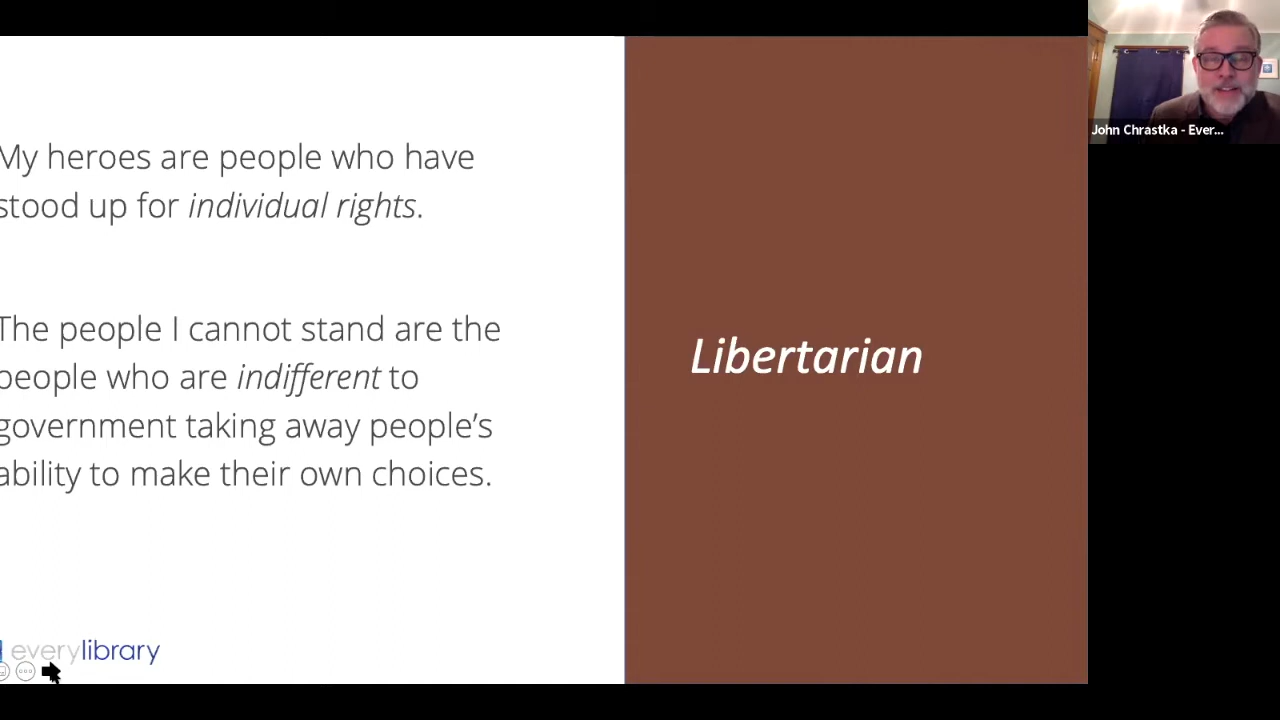 My heroes are people who have
stood up for individual rights.
The people I cannot stand are the
people who are indifferent to
government taking away people's
ability to make their own choices.
Libertarian
everylibrary
John Chrastka - Ever...